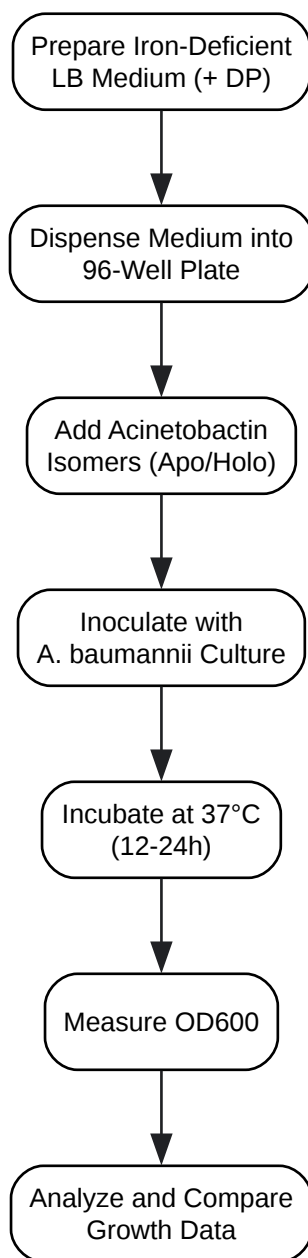 Prepare Iron-Deficient
LB Medium (+ DP)
Dispense Medium into
96-Well Plate
Add Acinetobactin
Isomers (Apo/Holo)
Inoculate with
A. baumannii Culture
Incubate at 37°C
(12-24h)
Measure OD600
Analyze and Compare
Growth Data